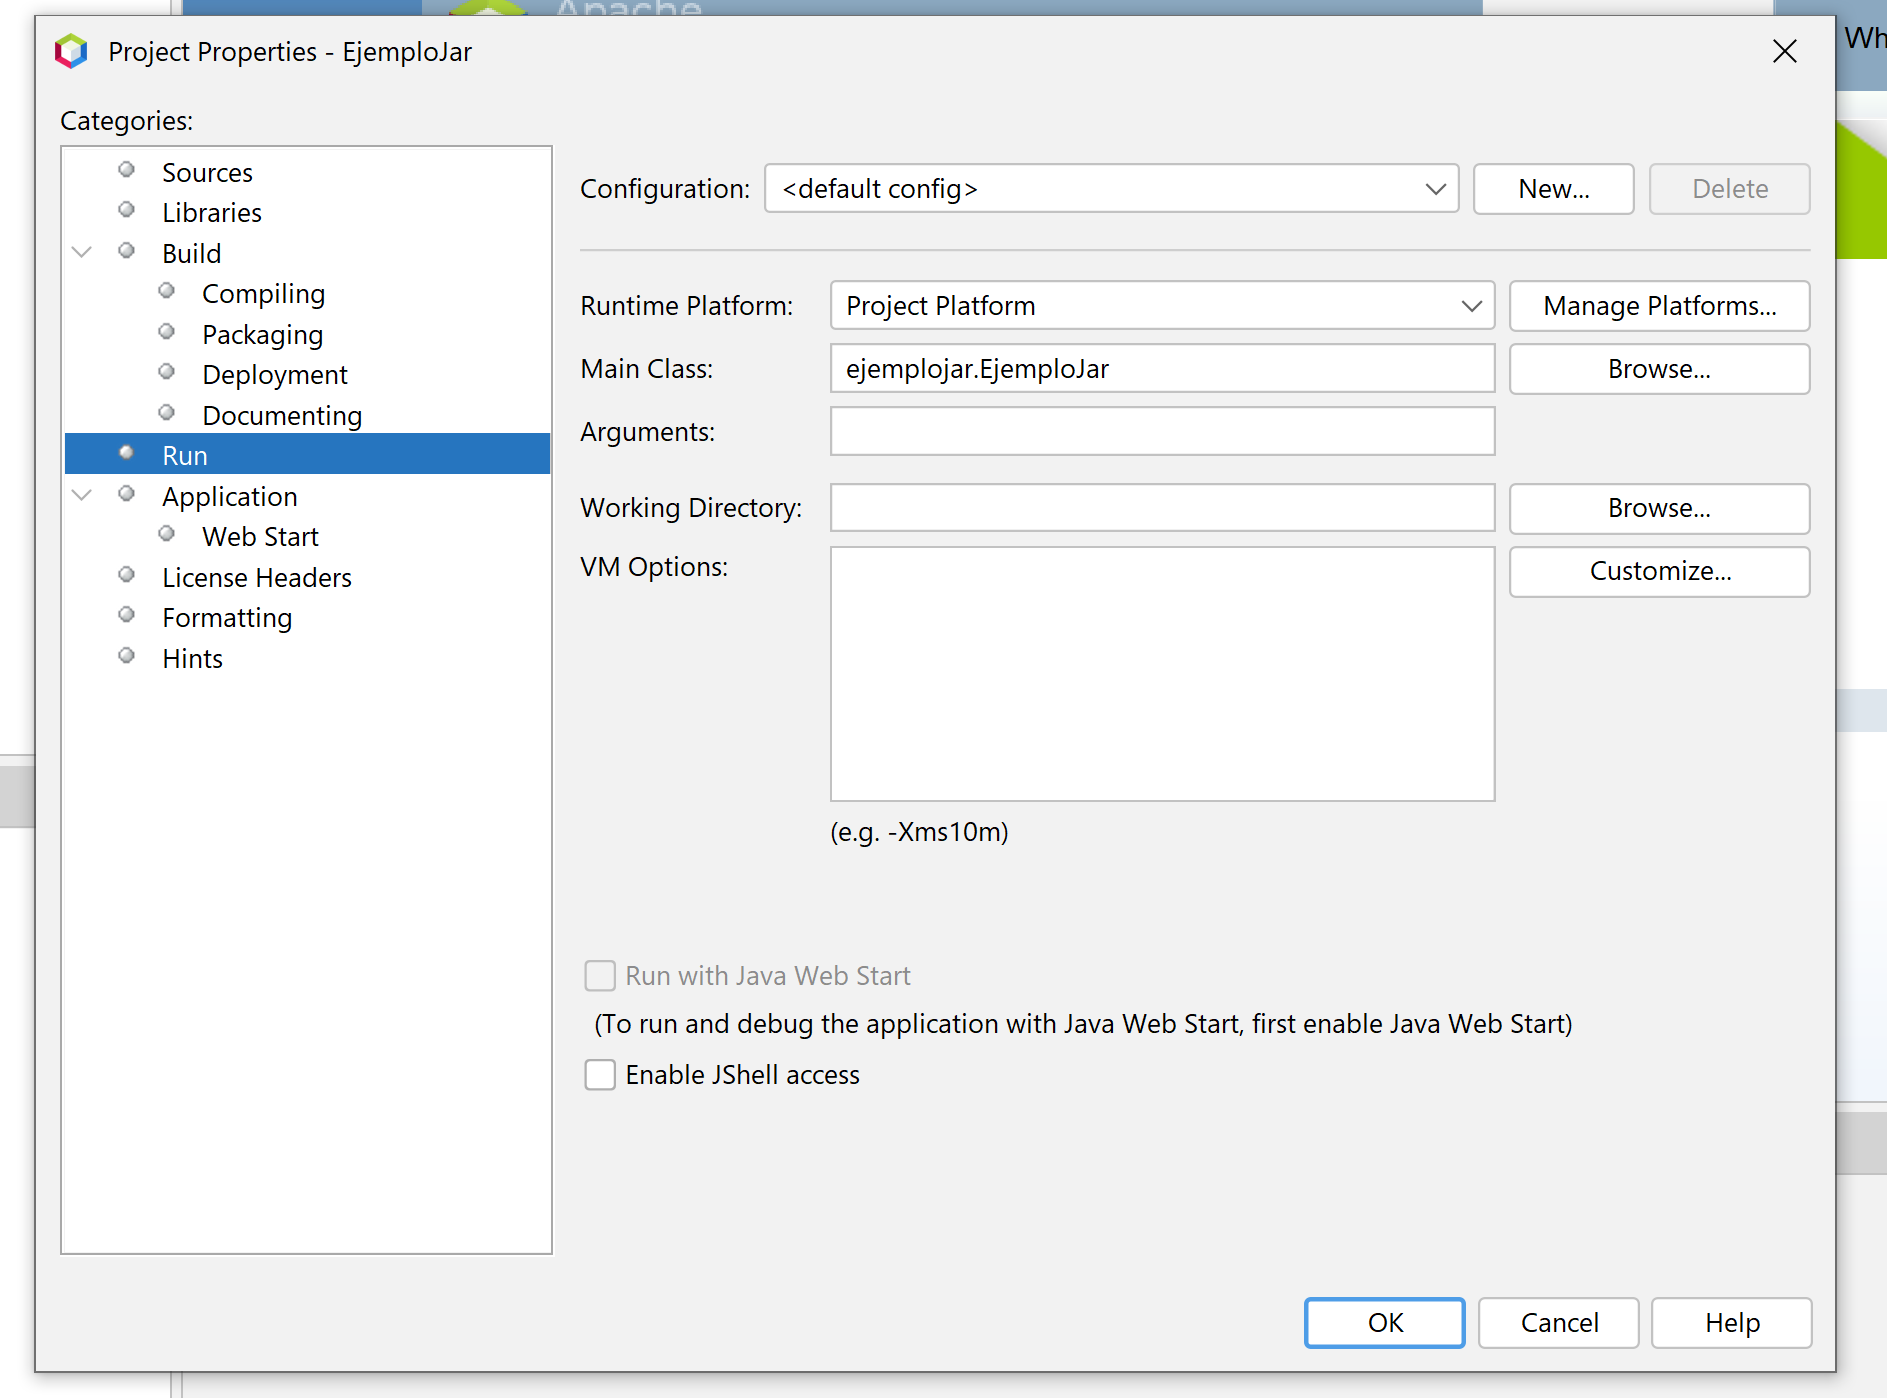 Apache
Wh
Project Properties - EjemploJar
Categories:
Sources
Libraries
Build
Compiling
Packaging
Deployment
Documenting
Run
Application
Web Start
License Headers
Formatting
Hints
Configuration: <default config> New... Delete
Runtime Platform: Project Platform Manage Platforms...
Main Class: ejemplojar.EjemploJar Browse...
Arguments:
Working Directory: Browse...
VM Options: Customize...
(e.g. -Xms10m)
Run with Java Web Start
(To run and debug the application with Java Web Start, first enable Java Web Start)
Enable JShell access
OK Cancel Help